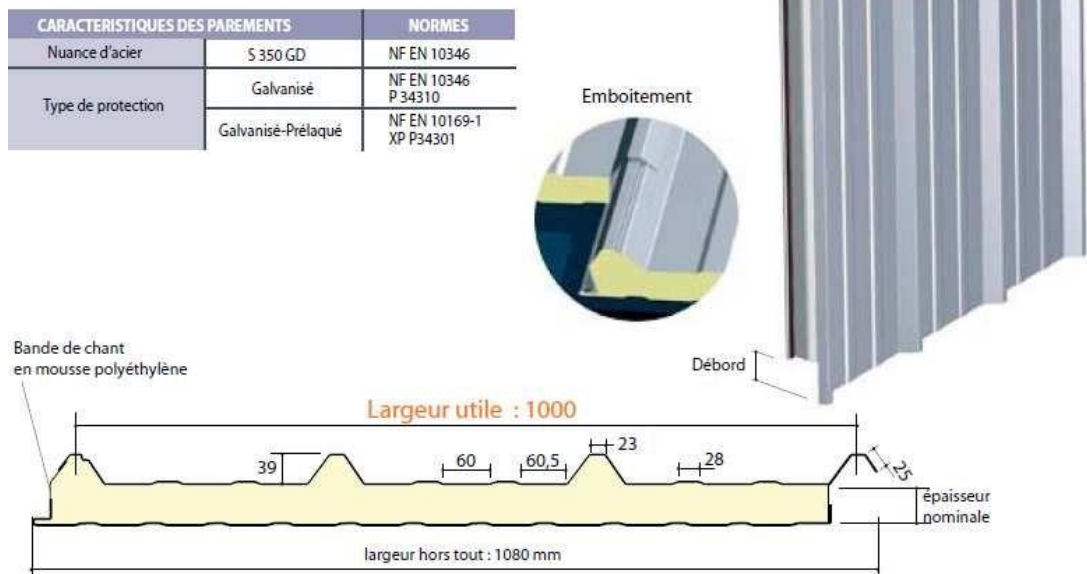 CARACTERISTIQUES DES PAREMENTS NORMES
Nuance d'acier S 350 GD NF EN 10346
Type de protection
Galvanisé NF EN 10346
P 34310
Galvanisé-Prélaqué NF EN 10169-1
XP P34301
Emboitement
Débord
Bande de chant
en mousse polyéthylène
Largeur utile : 1000
39
60
60,5
23
28
25
épaisseur
nominale
largeur hors tout : 1080 mm